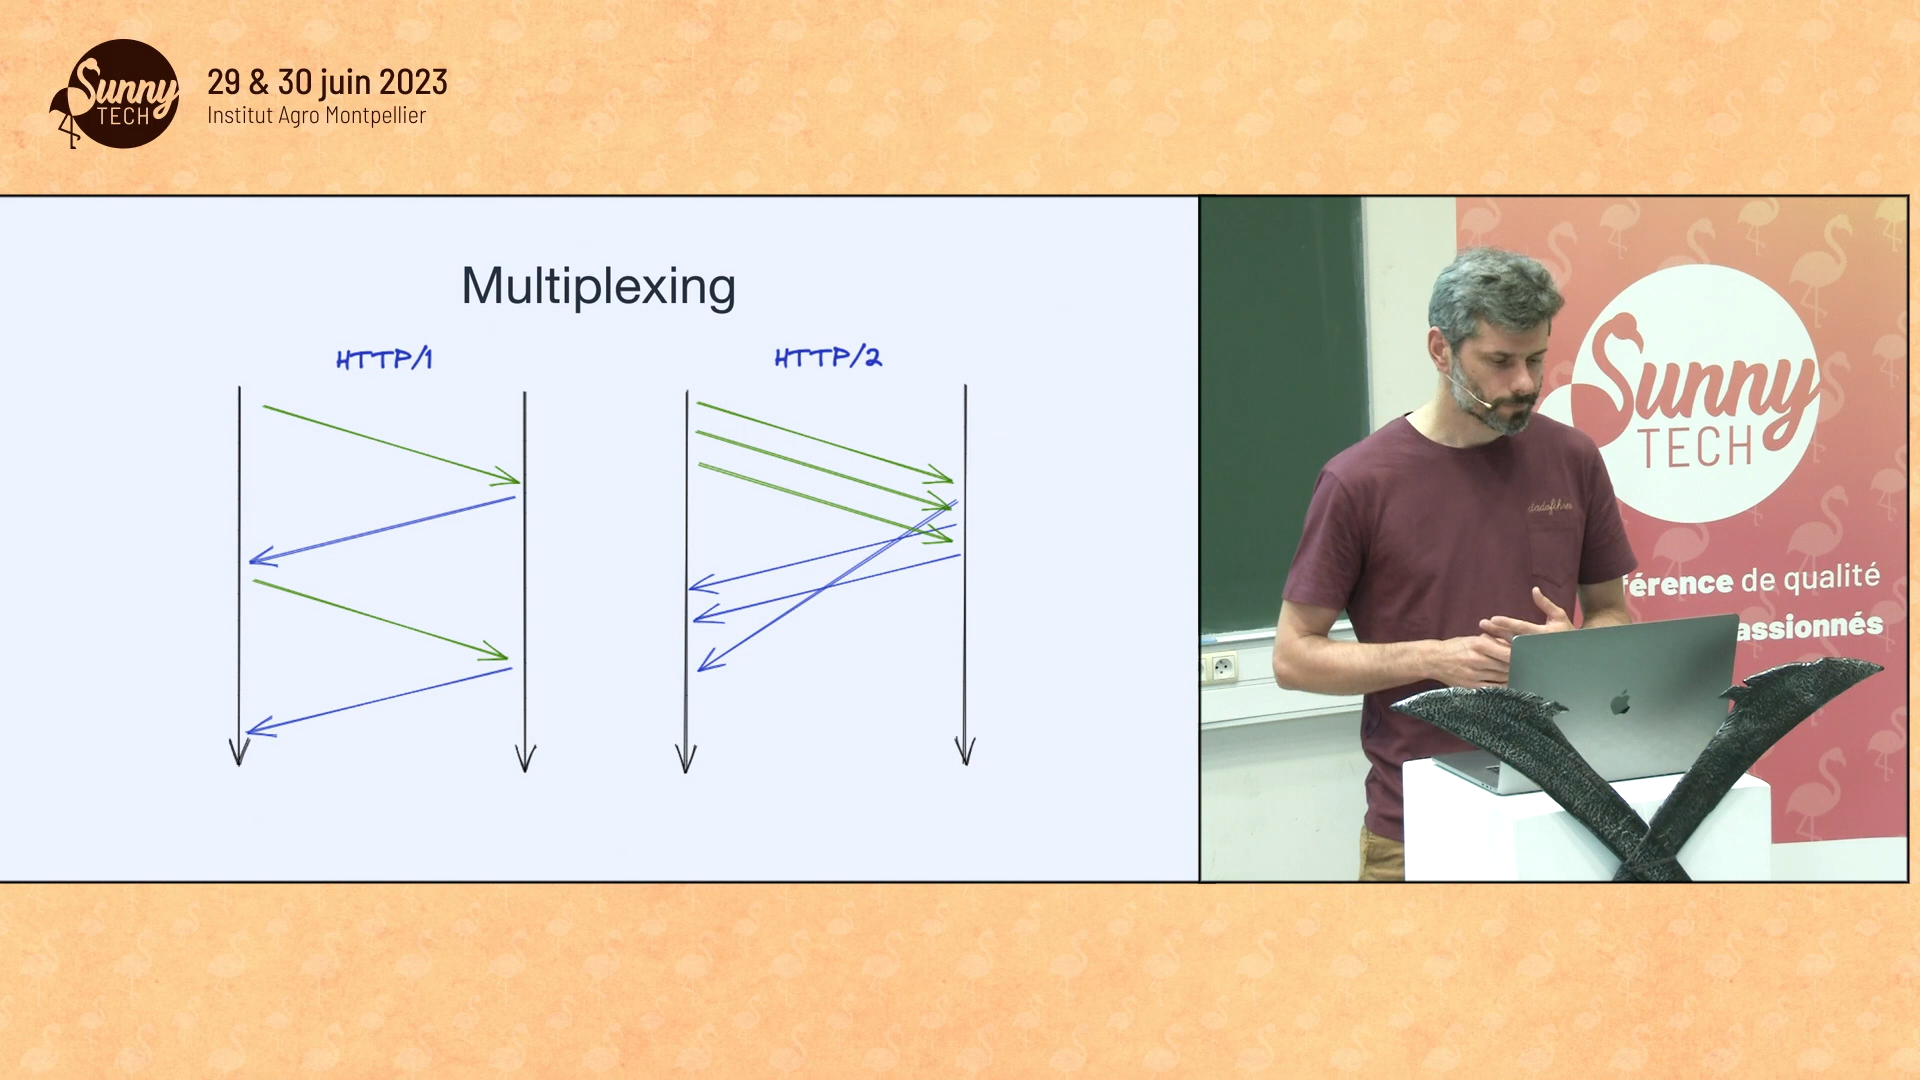 Sunny
TECH
29 & 30 juin 2023
Institut Agro Montpellier
Multiplexing
HTTP/1
HTTP/2
Sunny
TECH
férence de qualité
assionnés